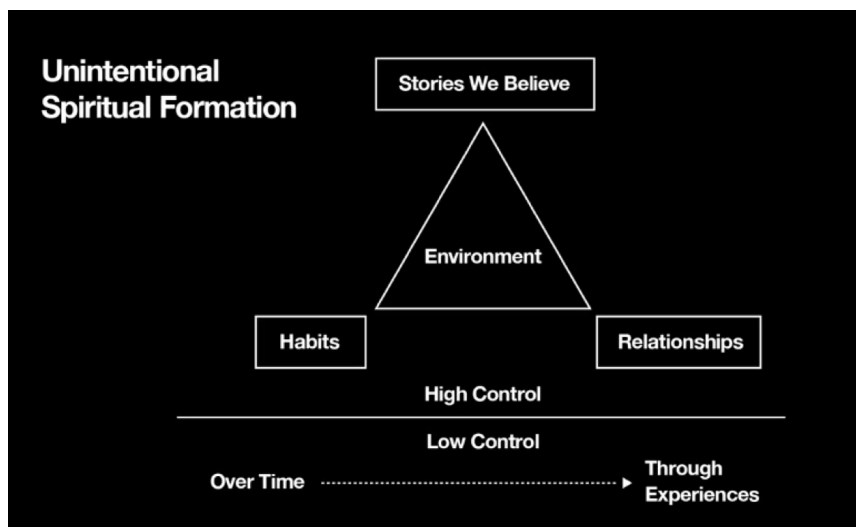 Unintentional
Spiritual Formation
Stories We Believe
Environment
Habits
Relationships
High Control
Low Control
Over Time
Through
Experiences